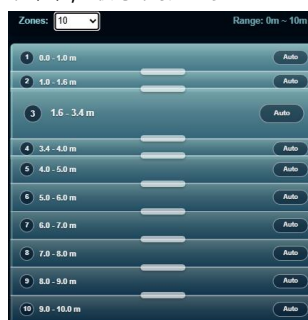 Zones: 10 Range: 0m ~ 10m
1 0.0 - 1.0 m Auto
2 1.0 - 1.6 m Auto
3 1.6 - 3.4 m Auto
4 3.4 - 4.0 m Auto
5 4.0 - 5.0 m Auto
6 5.0 - 6.0 m Auto
7 6.0 - 7.0 m Auto
8 7.0 - 8.0 m Auto
9 8.0 - 9.0 m Auto
10 9.0 - 10.0 m Auto